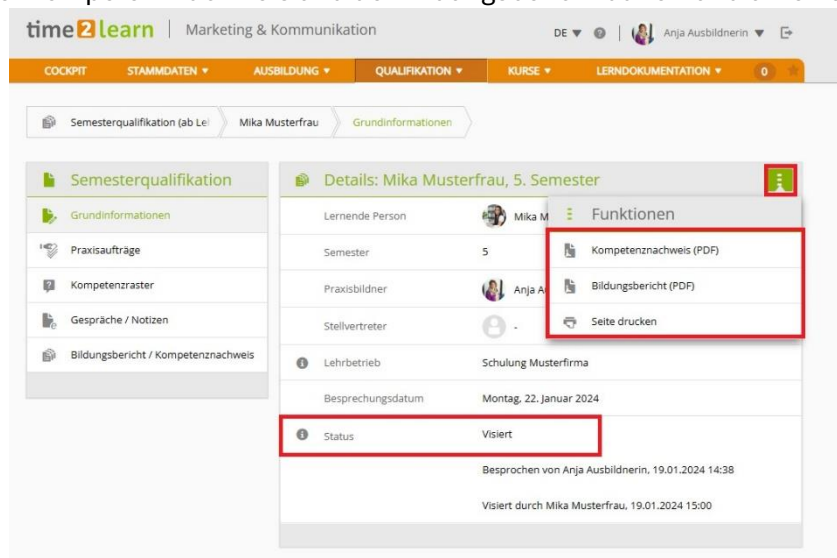 time2learn | Marketing & Kommunikation
DE ▼ | Anja Ausbildnerin ▼
COCKPIT STAMMDATEN ▼ AUSBILDUNG ▼ QUALIFIKATION ▼ KURSE ▼ LERNDOKUMENTATION ▼ 0
Semesterqualifikation (ab Le Mika Musterfrau Grundinformationen
Semesterqualifikation
Grundinformationen
Praxisaufträge
Kompetenzraster
Gespräche / Notizen
Bildungsbericht / Kompetenznachweis
Details: Mika Musterfrau, 5. Semester
Lernende Person Mika M
Semester 5
Praxisbildner Anja A
Stellvertreter -
Lehrbetrieb Schulung Musterfirma
Besprechungsdatum Montag, 22. Januar 2024
Status Visiert
Besprochen von Anja Ausbildnerin, 19.01.2024 14:38
Visiert durch Mika Musterfrau, 19.01.2024 15:00
Funktionen
Kompetenznachweis (PDF)
Bildungsbericht (PDF)
Seite drucken